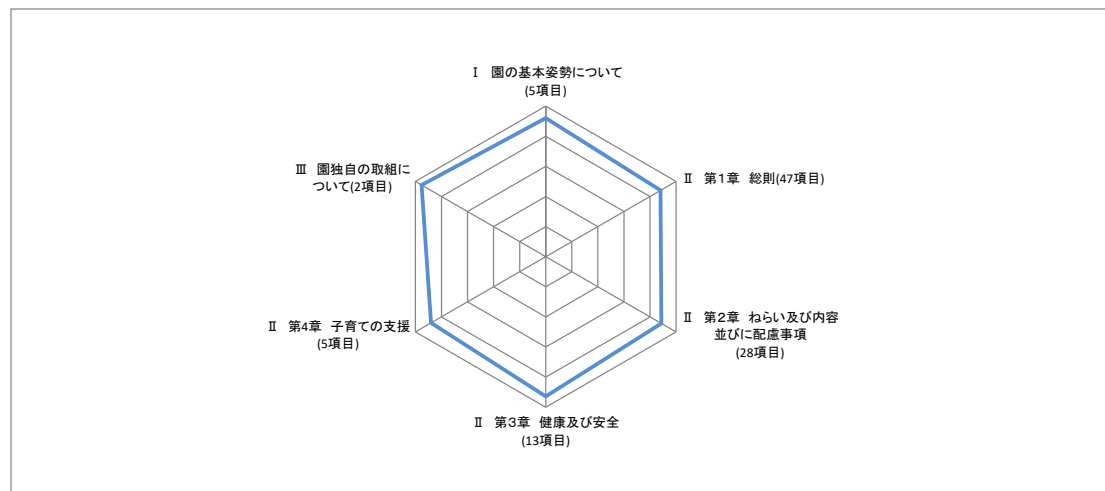 Ⅰ 園の基本姿勢について
(5項目)
Ⅱ 第1章 総則(47項目)
Ⅱ 第2章 ねらい及び内容
並びに配慮事項
(28項目)
Ⅱ 第3章 健康及び安全
(13項目)
Ⅱ 第4章 子育ての支援
(5項目)
Ⅲ 園独自の取組に
ついて(2項目)